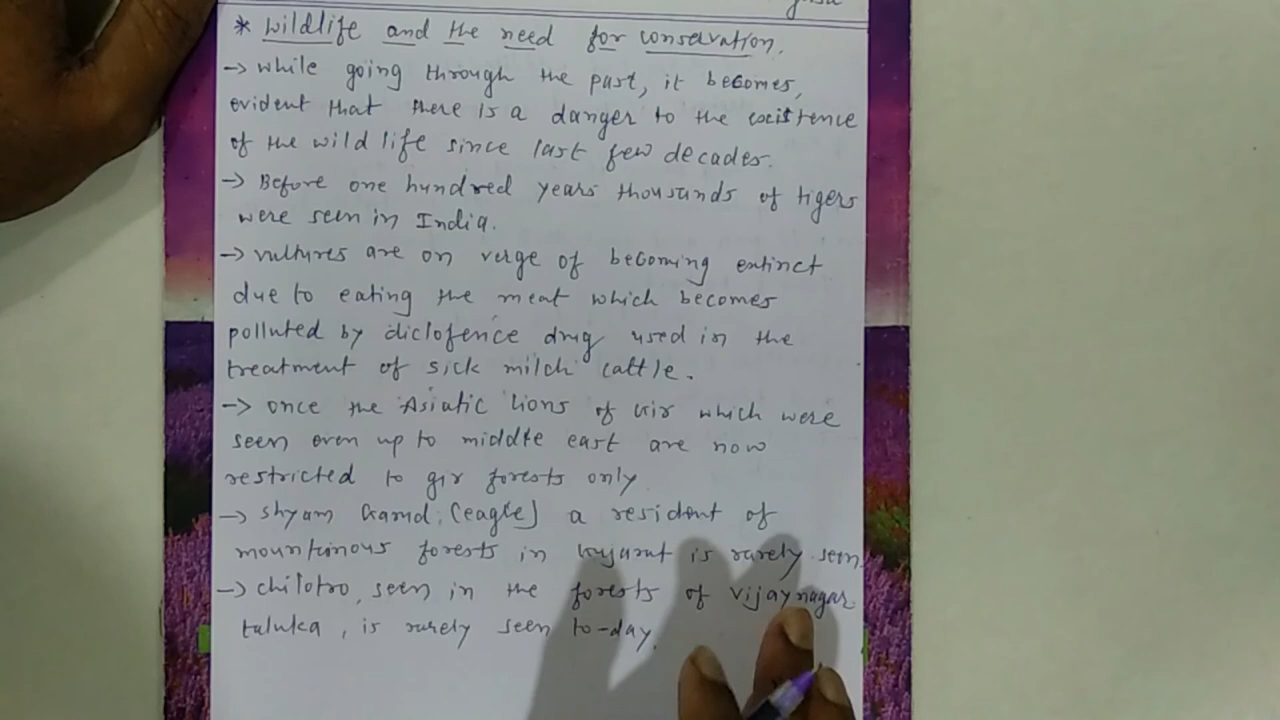 * Wildlife and the need for conservation.
→ while going through the past, it becomes,
evident that there is a danger to the existence
of the wild life since last few decades.
→ Before one hundred years thousands of tigers
were seen in India.
→ vultures are on verge of becoming extinct
due to eating the meat which becomes
polluted by diclofence drug used in the
treatment of sick milch cattle.
→ once the Asiatic lions of Gir which were
seen even up to middle east are now
restricted to gir forests only
→ shyam Garud, (eagle) a resident of
mountinous forests in Gujarat is rarely seen
→ chilotro, seen in the forests of vijaynagar
taluka, is rarely seen to-day.